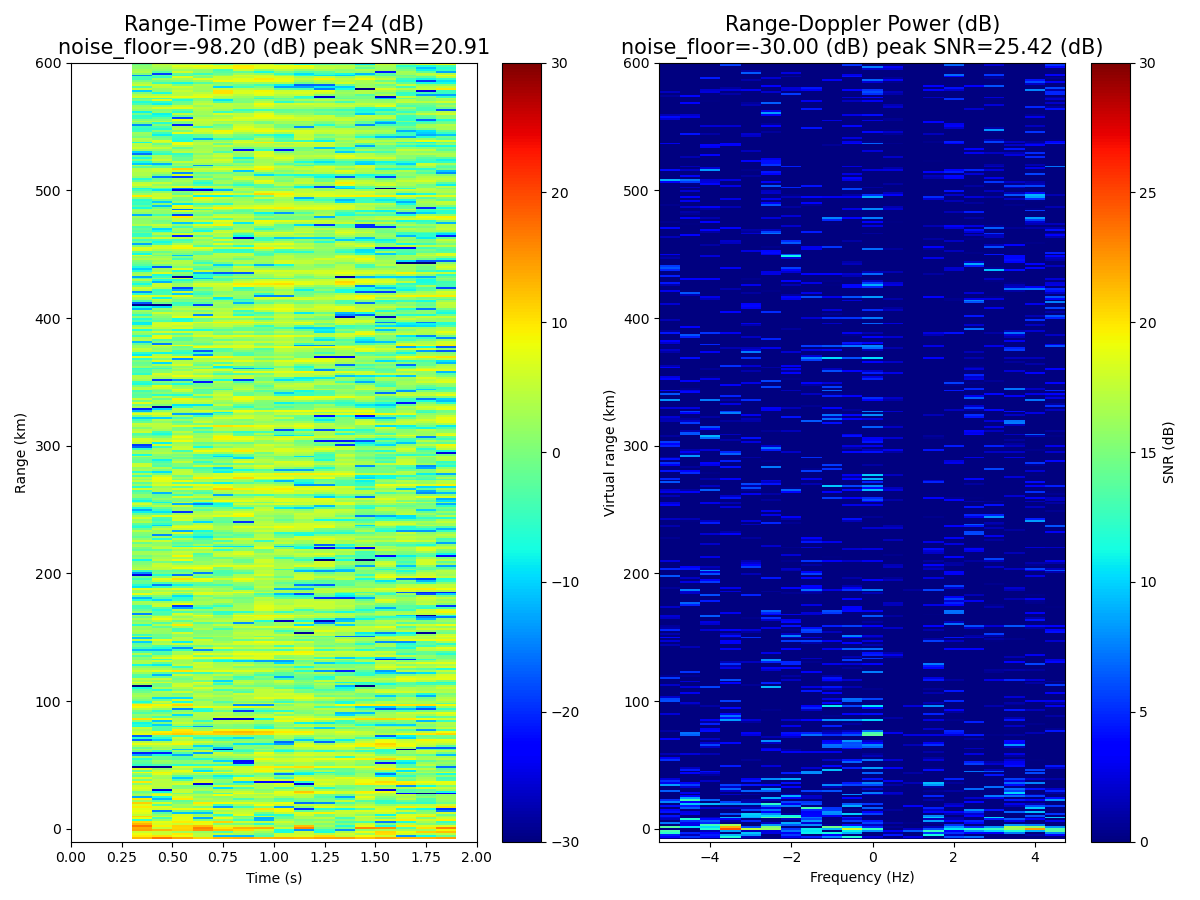 Range-Time Power f=24 (dB)
noise_floor=-98.20 (dB) peak SNR=20.91
Range (km)
600
500
400
300
200
100
0
0.00 0.25 0.50 0.75 1.00 1.25 1.50 1.75 2.00
Time (s)
30
20
10
0
−10
−20
−30
Range-Doppler Power (dB)
noise_floor=-30.00 (dB) peak SNR=25.42 (dB)
Virtual range (km)
600
500
400
300
200
100
0
−4 −2 0 2 4
Frequency (Hz)
30
25
20
15
10
5
0
SNR (dB)